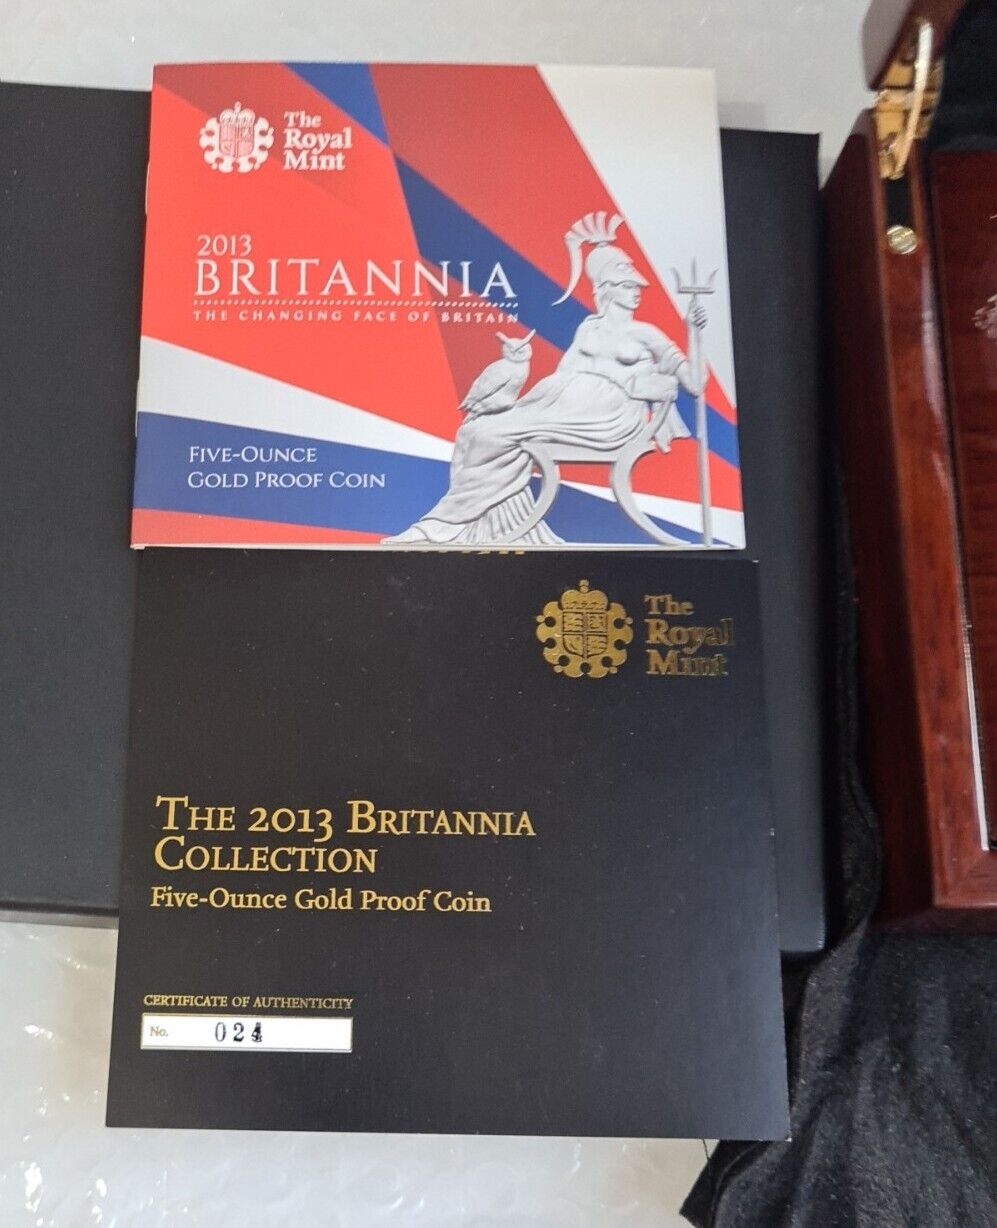 The
Royal
Mint
2013
BRITANNIA
THE CHANGING FACE OF BRITAIN
FIVE-OUNCE
GOLD PROOF COIN
The
Royal
Mint
THE 2013 BRITANNIA
COLLECTION
Five-Ounce Gold Proof Coin
CERTIFICATE OF AUTHENTICITY
No. 024